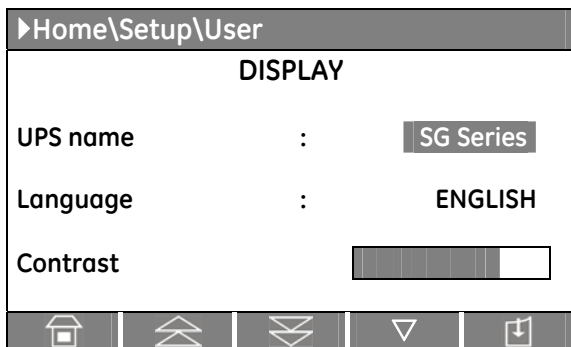 Home\Setup\User
DISPLAY
UPS name : SG Series
Language : ENGLISH
Contrast